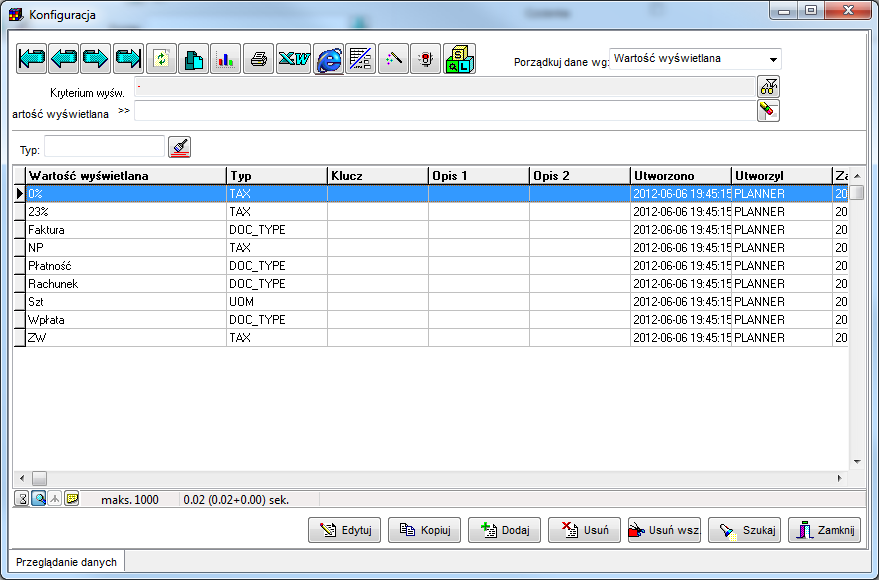 Konfiguracja
XW
SQL
Porządkuj dane wg:
Wartość wyświetlana
Kryterium wyśw.
artość wyświetlana >>
Typ:
Wartość wyświetlana Typ Klucz Opis 1 Opis 2 Utworzono Utworzył Za
0% TAX 2012-06-06 19:45:15 PLANNER 20
23% TAX 2012-06-06 19:45:15 PLANNER 20
Faktura DOC_TYPE 2012-06-06 19:45:15 PLANNER 20
NP TAX 2012-06-06 19:45:15 PLANNER 20
Płatność DOC_TYPE 2012-06-06 19:45:15 PLANNER 20
Rachunek DOC_TYPE 2012-06-06 19:45:15 PLANNER 20
Szt UOM 2012-06-06 19:45:15 PLANNER 20
Wpłata DOC_TYPE 2012-06-06 19:45:15 PLANNER 20
ZW TAX 2012-06-06 19:45:15 PLANNER 20
maks. 1000 0.02 (0.02+0.00) sek.
Edytuj Kopiuj Dodaj Usuń Usuń wsz Szukaj Zamknij
Przeglądanie danych